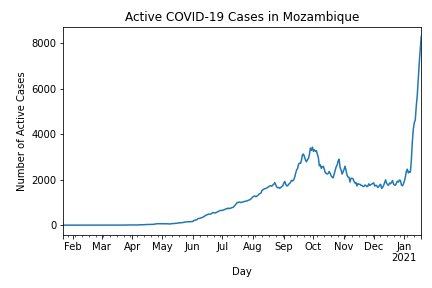 Active COVID-19 Cases in Mozambique
8000
6000
4000
2000
0
Number of Active Cases
Feb Mar Apr May Jun Jul Aug Sep Oct Nov Dec Jan
2021
Day